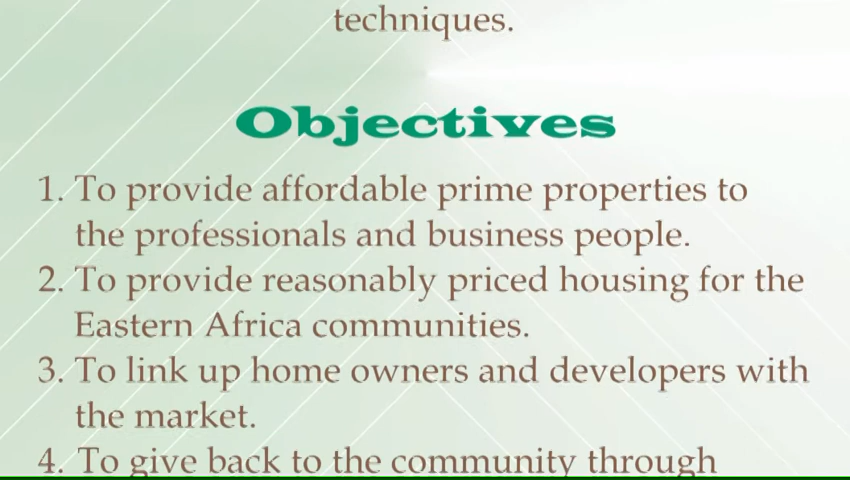 techniques.
Objectives
1. To provide affordable prime properties to
the professionals and business people.
2. To provide reasonably priced housing for the
Eastern Africa communities.
3. To link up home owners and developers with
the market.
4. To give back to the community through